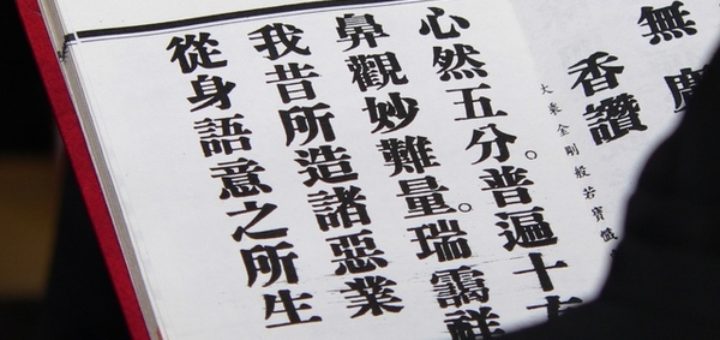 無
香讚
大乘金剛般若寶懺
心然五分。普遍十方
鼻觀妙難量。瑞靄祥
我昔所造諸惡業
從身語意之所生